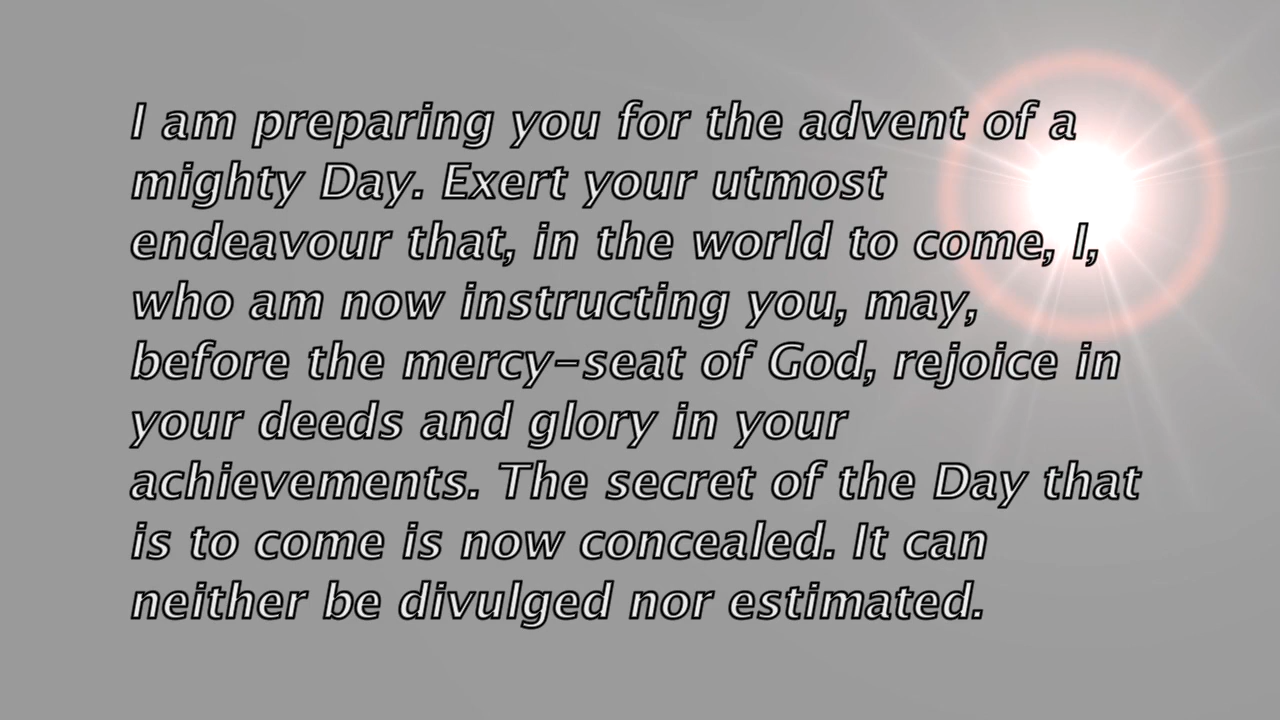 I am preparing you for the advent of a
mighty Day. Exert your utmost
endeavour that, in the world to come, I,
who am now instructing you, may,
before the mercy-seat of God, rejoice in
your deeds and glory in your
achievements. The secret of the Day that
is to come is now concealed. It can
neither be divulged nor estimated.